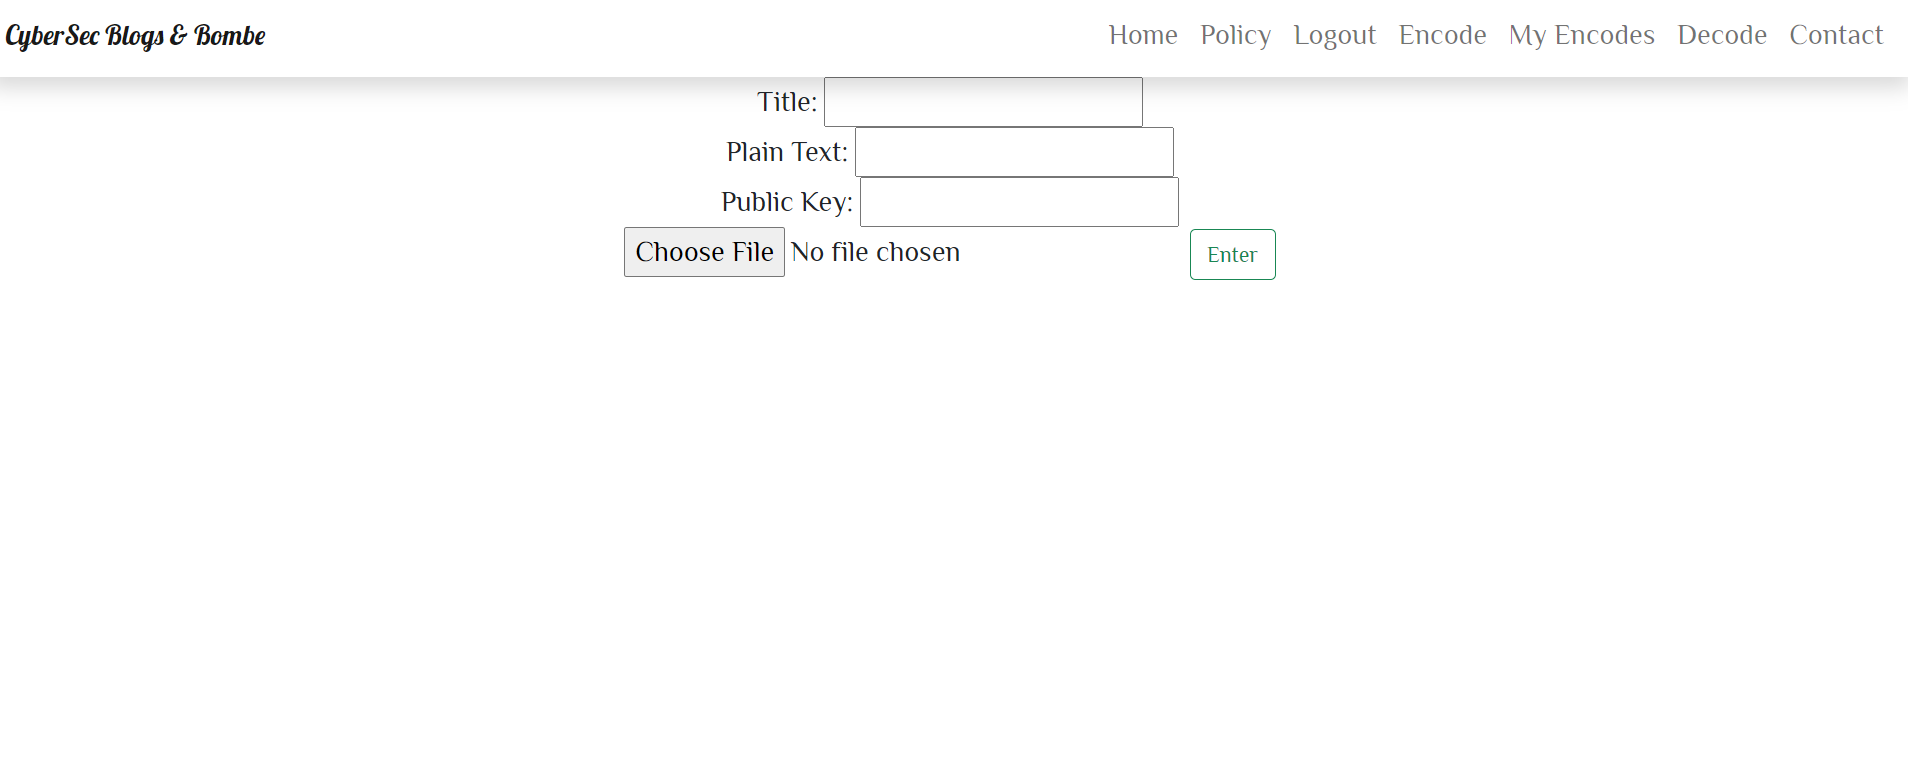 CyberSec Blogs & Bombe Home Policy Logout Encode My Encodes Decode Contact
Title:
Plain Text:
Public Key:
Choose File No file chosen Enter